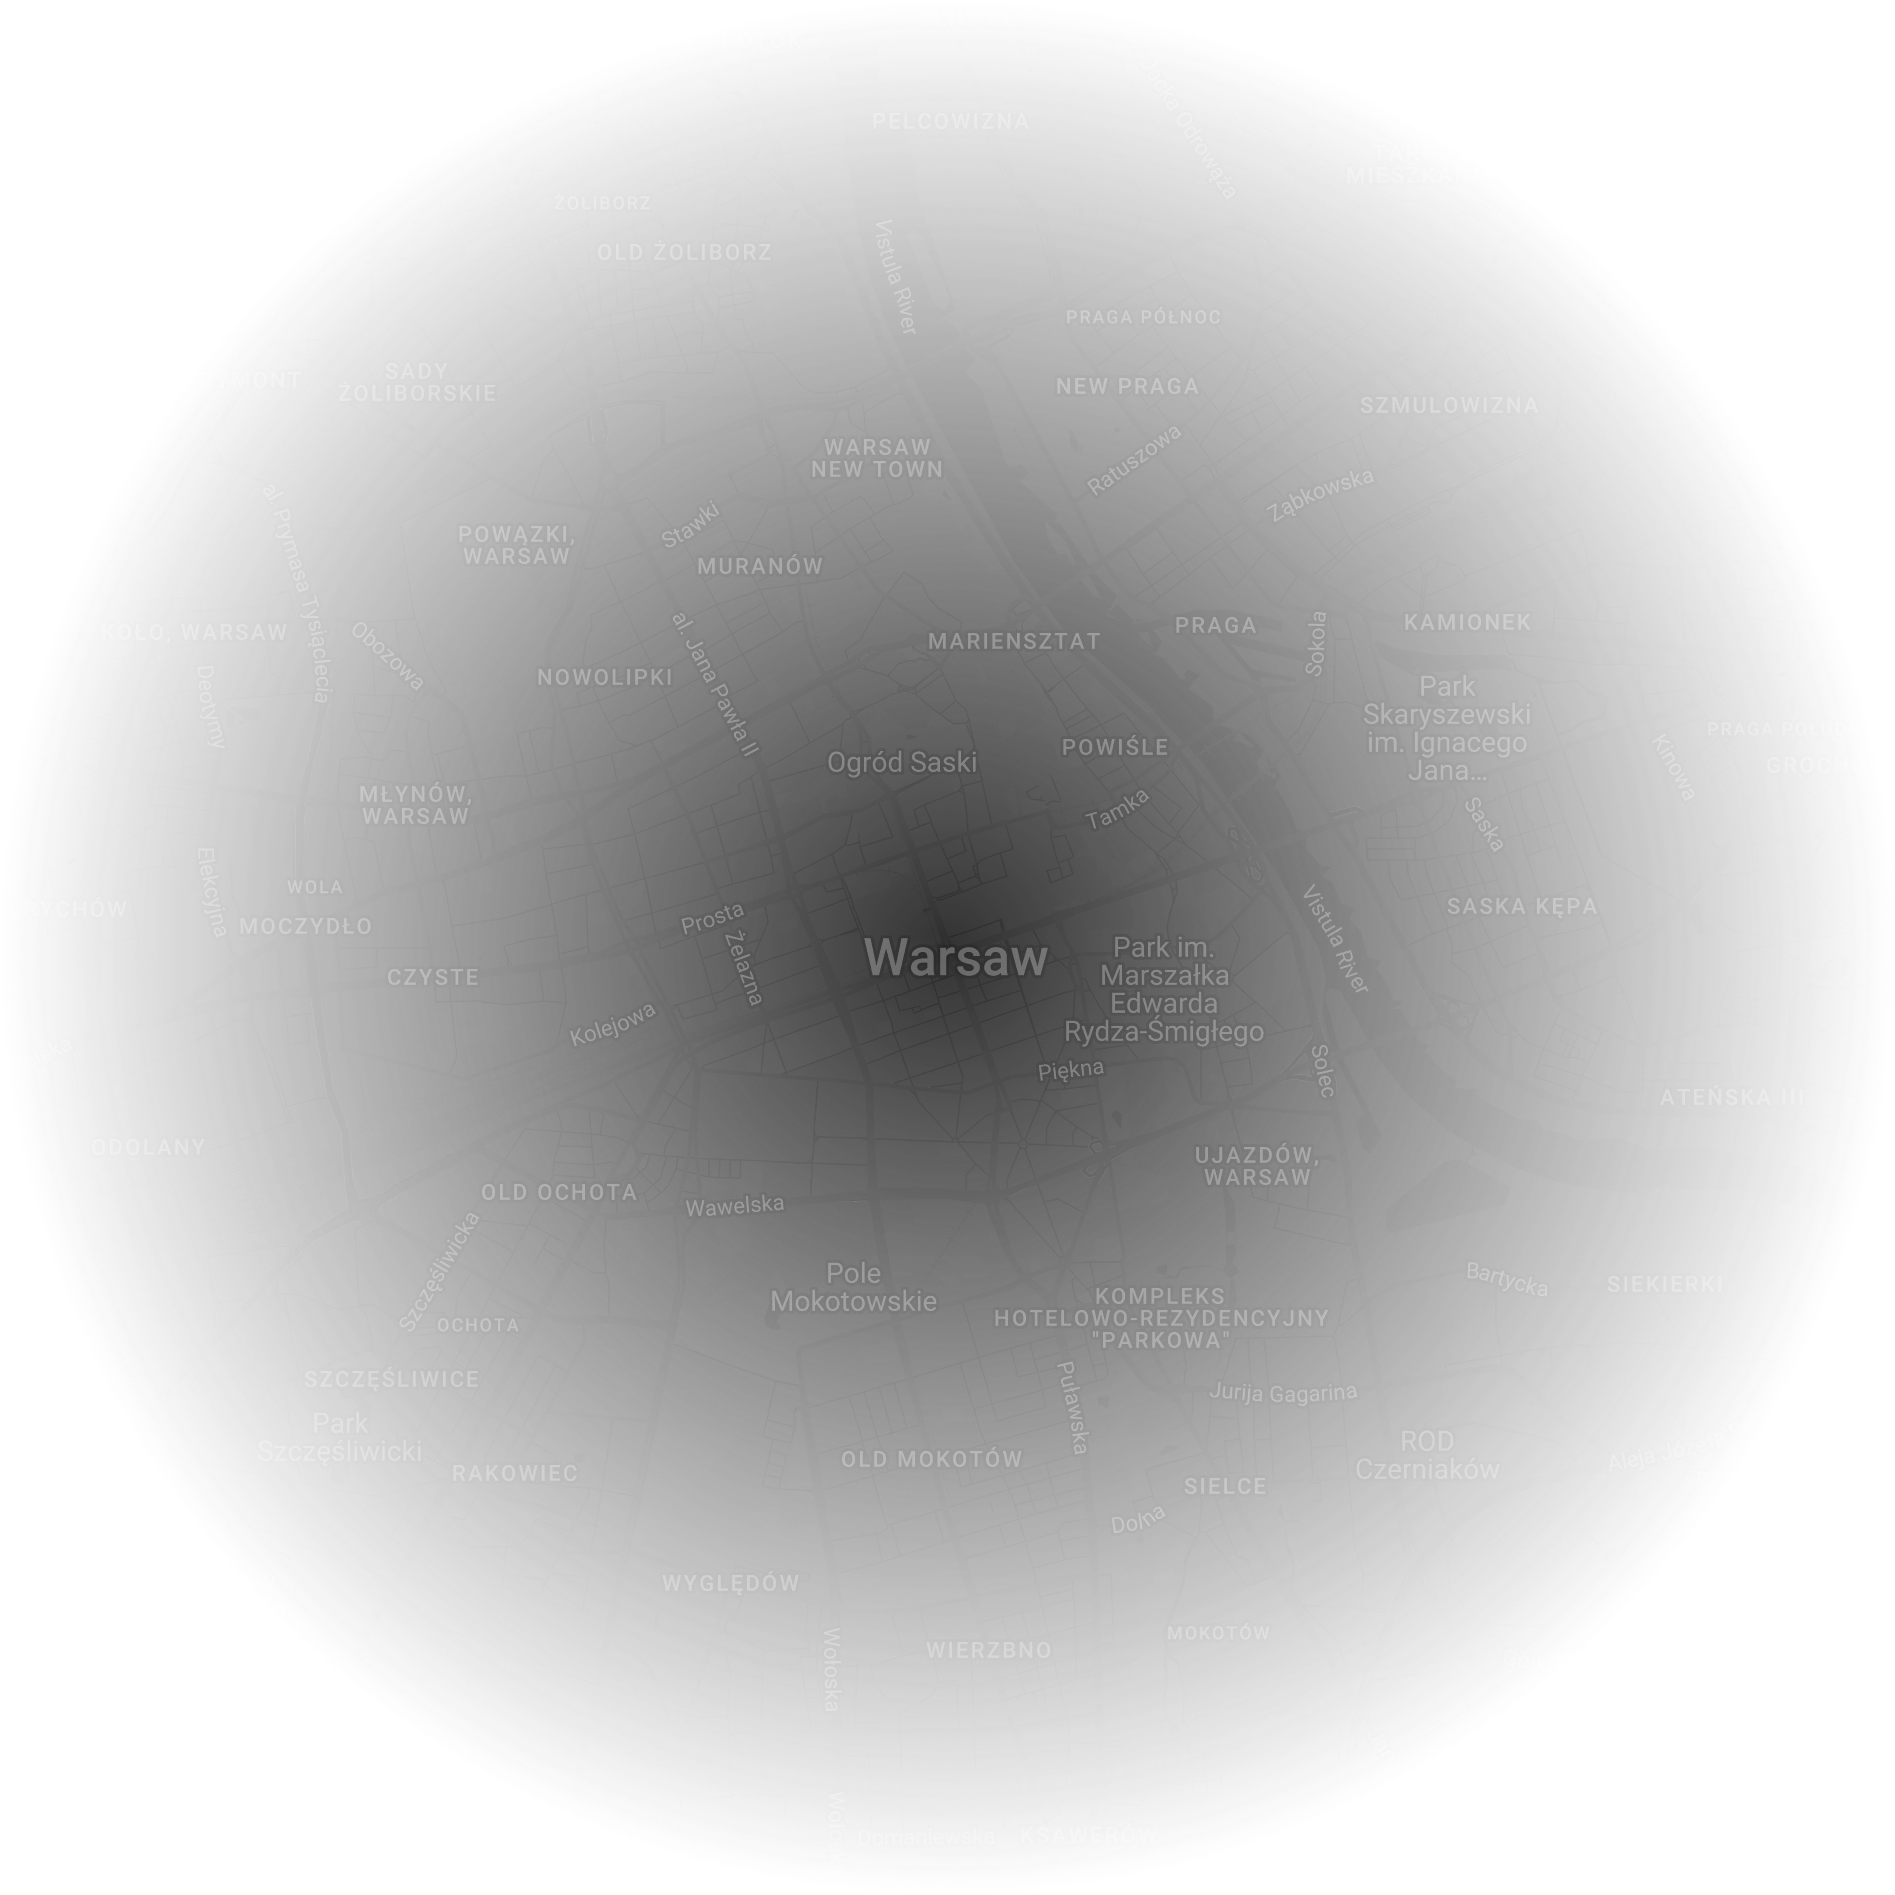 PELCOWIZNA
ŻOLIBORZ
OLD ŻOLIBORZ
Vistula River
PRAGA PÓŁNOC
SADY
ŻOLIBORSKIE
NEW PRAGA
SZMULOWIZNA
WARSAW
NEW TOWN
Ratuszowa
Ząbkowska
al. Prymasa Tysiąclecia
POWĄZKI,
WARSAW
Stawki
MURANÓW
KOŁO, WARSAW
Obozowa
al. Jana Pawła II
MARIENSZTAT
PRAGA
Sokola
KAMIONEK
Deotymy
NOWOLIPKI
Park
Skaryszewski
im. Ignacego
Jana...
Ogród Saski
POWIŚLE
Kinowa
MŁYNÓW,
WARSAW
Tamka
Saska
Elekcyjna
WOLA
MOCZYDŁO
Prosta
Żelazna
Vistula River
SASKA KĘPA
CZYSTE
Warsaw
Park im.
Marszałka
Edwarda
Rydza-Śmigłego
Kolejowa
Piękna
Solec
ATEŃSKA III
ODOLANY
UJAZDÓW,
WARSAW
OLD OCHOTA
Wawelska
Szczęśliwicka
Pole
Mokotowskie
KOMPLEKS
HOTELOWO-REZYDENCYJNY
"PARKOWA"
Bartycka
SIEKIERKI
OCHOTA
SZCZĘŚLIWICE
Puławska
Jurija Gagarina
Park
Szczęśliwicki
RAKOWIEC
OLD MOKOTÓW
ROD
Czerniaków
SIELCE
Dolna
WYGLĘDÓW
Wołoska
WIERZBNO
MOKOTÓW
Domaniewska
KSAWERÓW